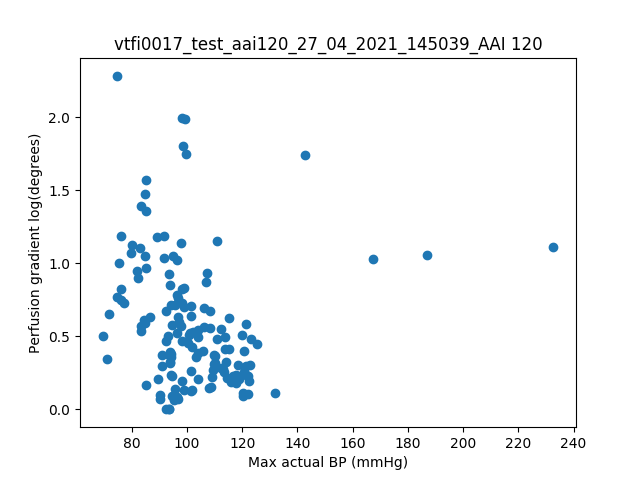 vtfi0017_test_aai120_27_04_2021_145039_AAI 120
Perfusion gradient log(degrees)
2.0
1.5
1.0
0.5
0.0
80 100 120 140 160 180 200 220 240
Max actual BP (mmHg)